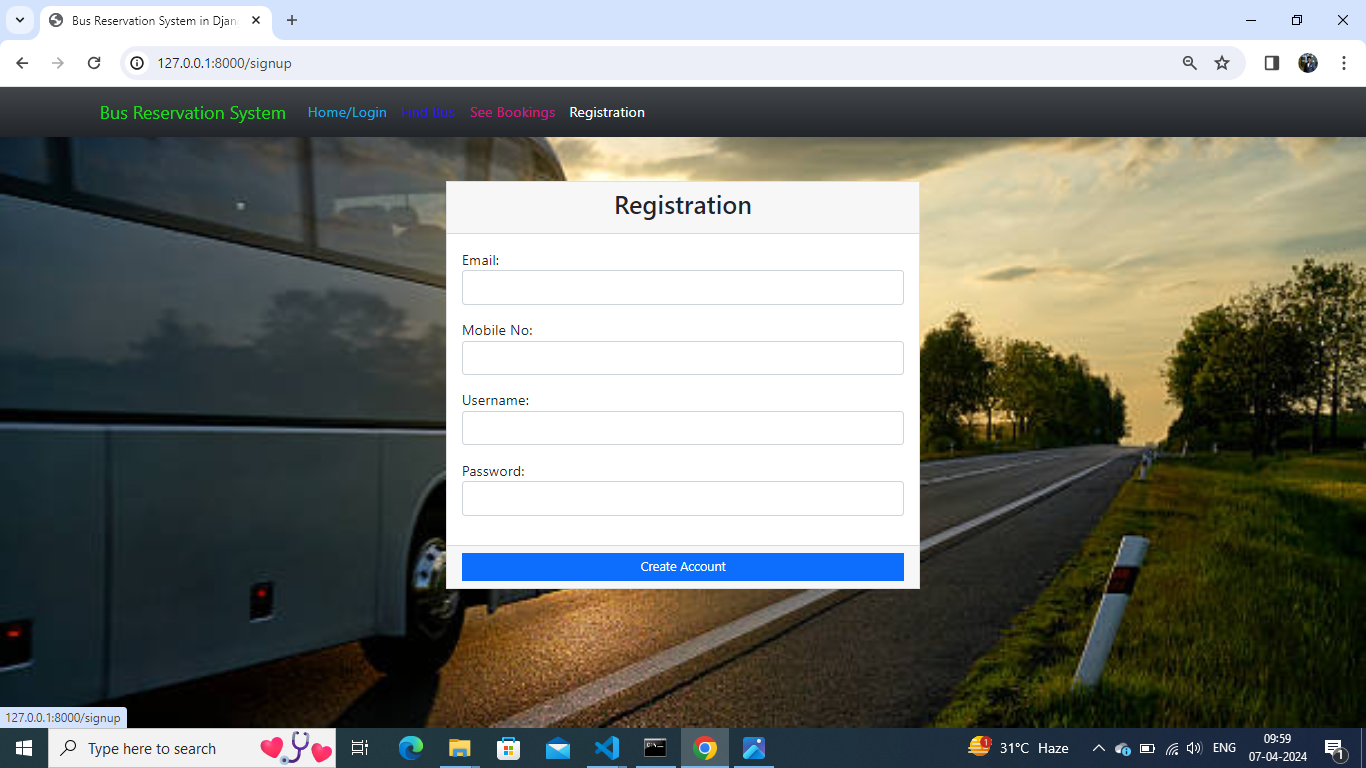 Bus Reservation System in Djan
127.0.0.1:8000/signup
Bus Reservation System Home/Login Find Bus See Bookings Registration
Registration
Email:
Mobile No:
Username:
Password:
Create Account
127.0.0.1:8000/signup
Type here to search
1
31°C Haze
ENG
09:59
07-04-2024
1